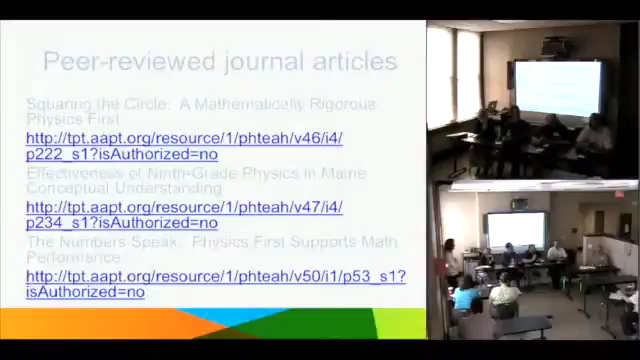 Peer-reviewed journal articles
Squaring the Circle: A Mathematically Rigorous
Physics First
http://tpt.aapt.org/resource/1/phteah/v46/i4/
p222_s1?isAuthorized=no
Effectiveness of Ninth-Grade Physics in Maine
Conceptual Understanding
http://tpt.aapt.org/resource/1/phteah/v47/i4/
p234_s1?isAuthorized=no
The Numbers Speak: Physics First Supports Math
Performance
http://tpt.aapt.org/resource/1/phteah/v50/i1/p53_s1?
isAuthorized=no